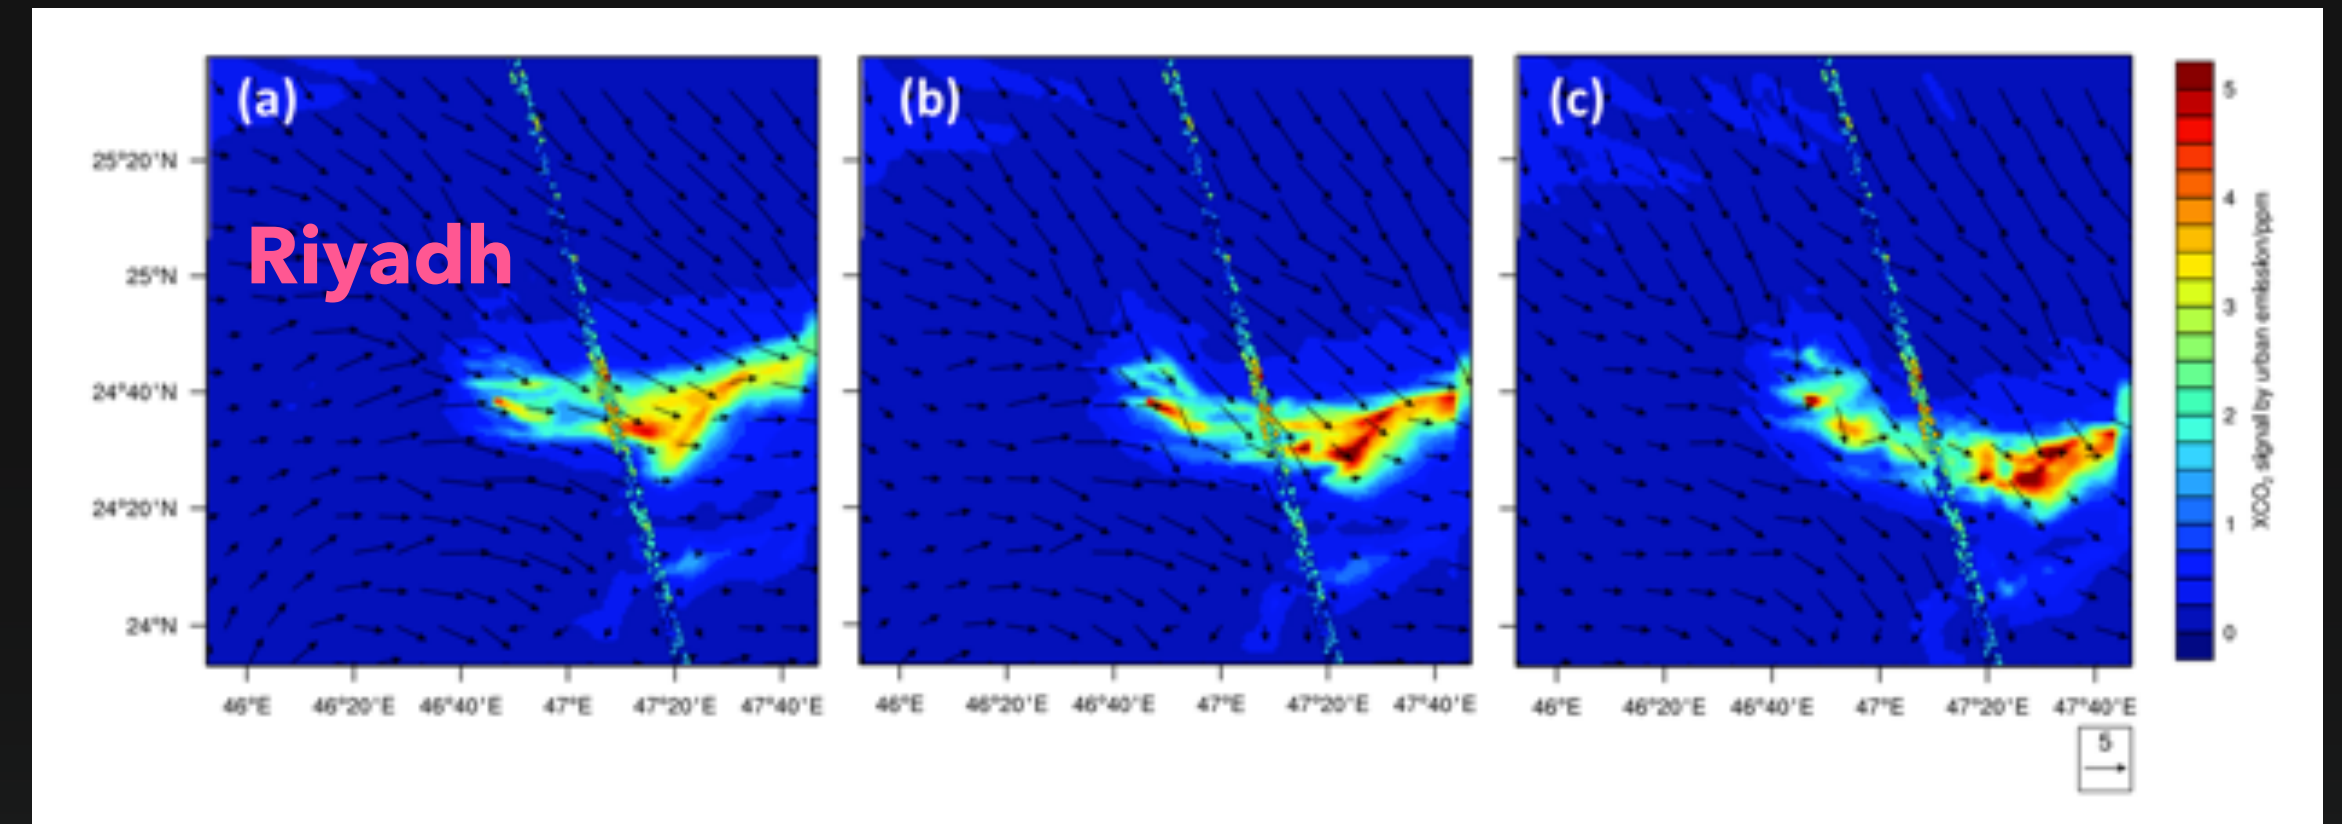 (a)
(b)
(c)
Riyadh
25°20'N
25°N
24°40'N
24°20'N
24°N
46°E 46°20'E 46°40'E 47°E 47°20'E 47°40'E
46°E 46°20'E 46°40'E 47°E 47°20'E 47°40'E
46°E 46°20'E 46°40'E 47°E 47°20'E 47°40'E
5
4
3
2
1
0
XCO₂ signal by urban emission/ppm
5